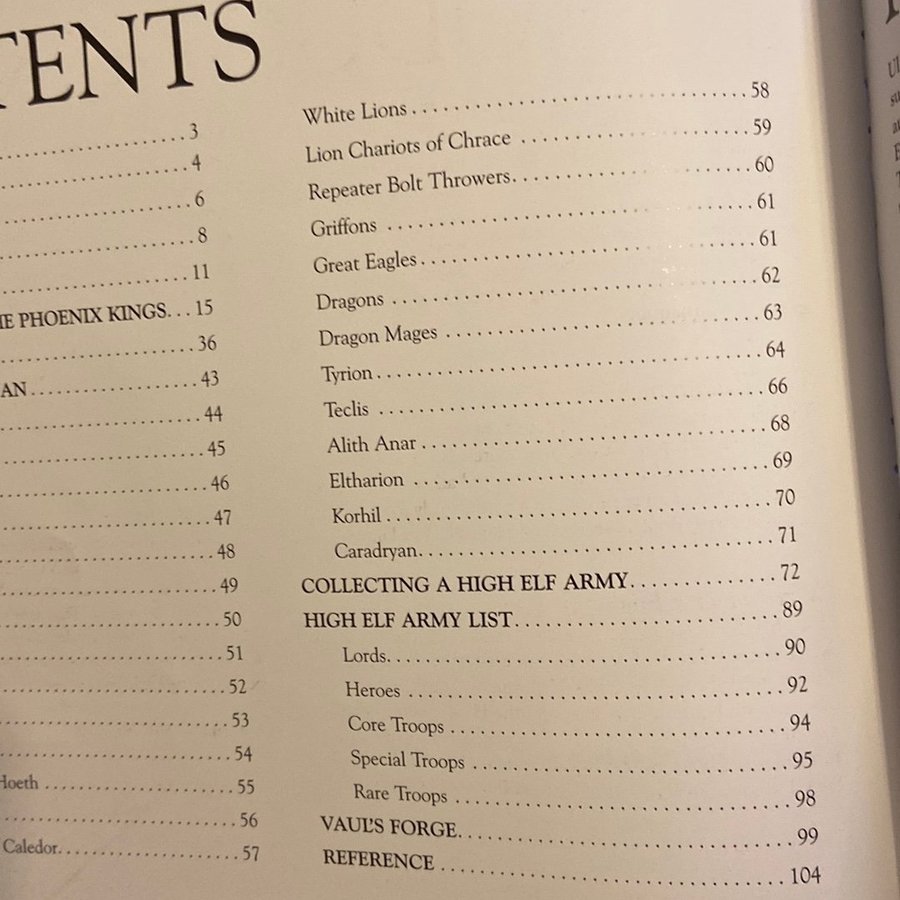 TENTS
3
4
6
8
11
HE PHOENIX KINGS...15
36
AN....................43
44
45
46
47
48
49
50
51
52
53
54
Hoeth....................55
56
Caledor....................57
White Lions....................58
Lion Chariots of Chrace....................59
Repeater Bolt Throwers....................60
Griffons....................61
Great Eagles....................61
Dragons....................62
Dragon Mages....................63
Tyrion....................64
Teclis....................66
Alith Anar....................68
Eltharion....................69
Korhil....................70
Caradryan....................71
COLLECTING A HIGH ELF ARMY....................72
HIGH ELF ARMY LIST....................89
Lords....................90
Heroes....................92
Core Troops....................94
Special Troops....................95
Rare Troops....................98
VAUL'S FORGE....................99
REFERENCE....................104